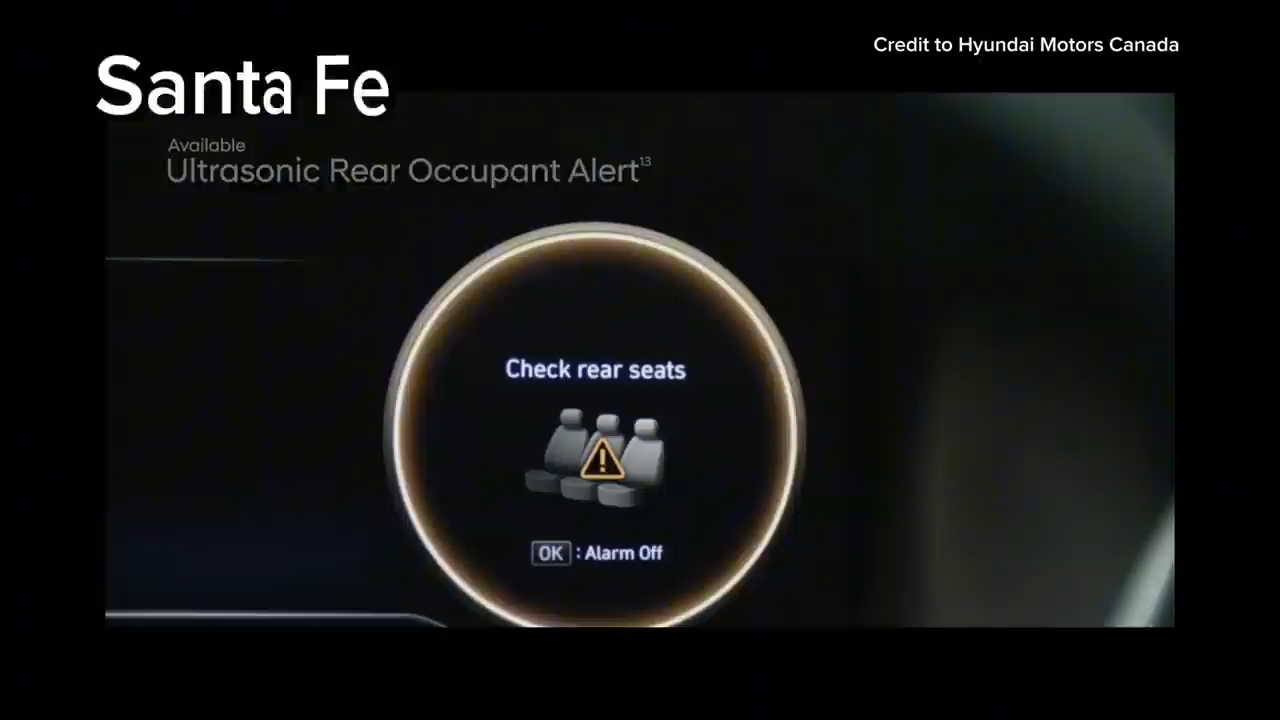 Credit to Hyundai Motors Canada
Santa Fe
Available
Ultrasonic Rear Occupant Alert¹³
Check rear seats
OK : Alarm Off